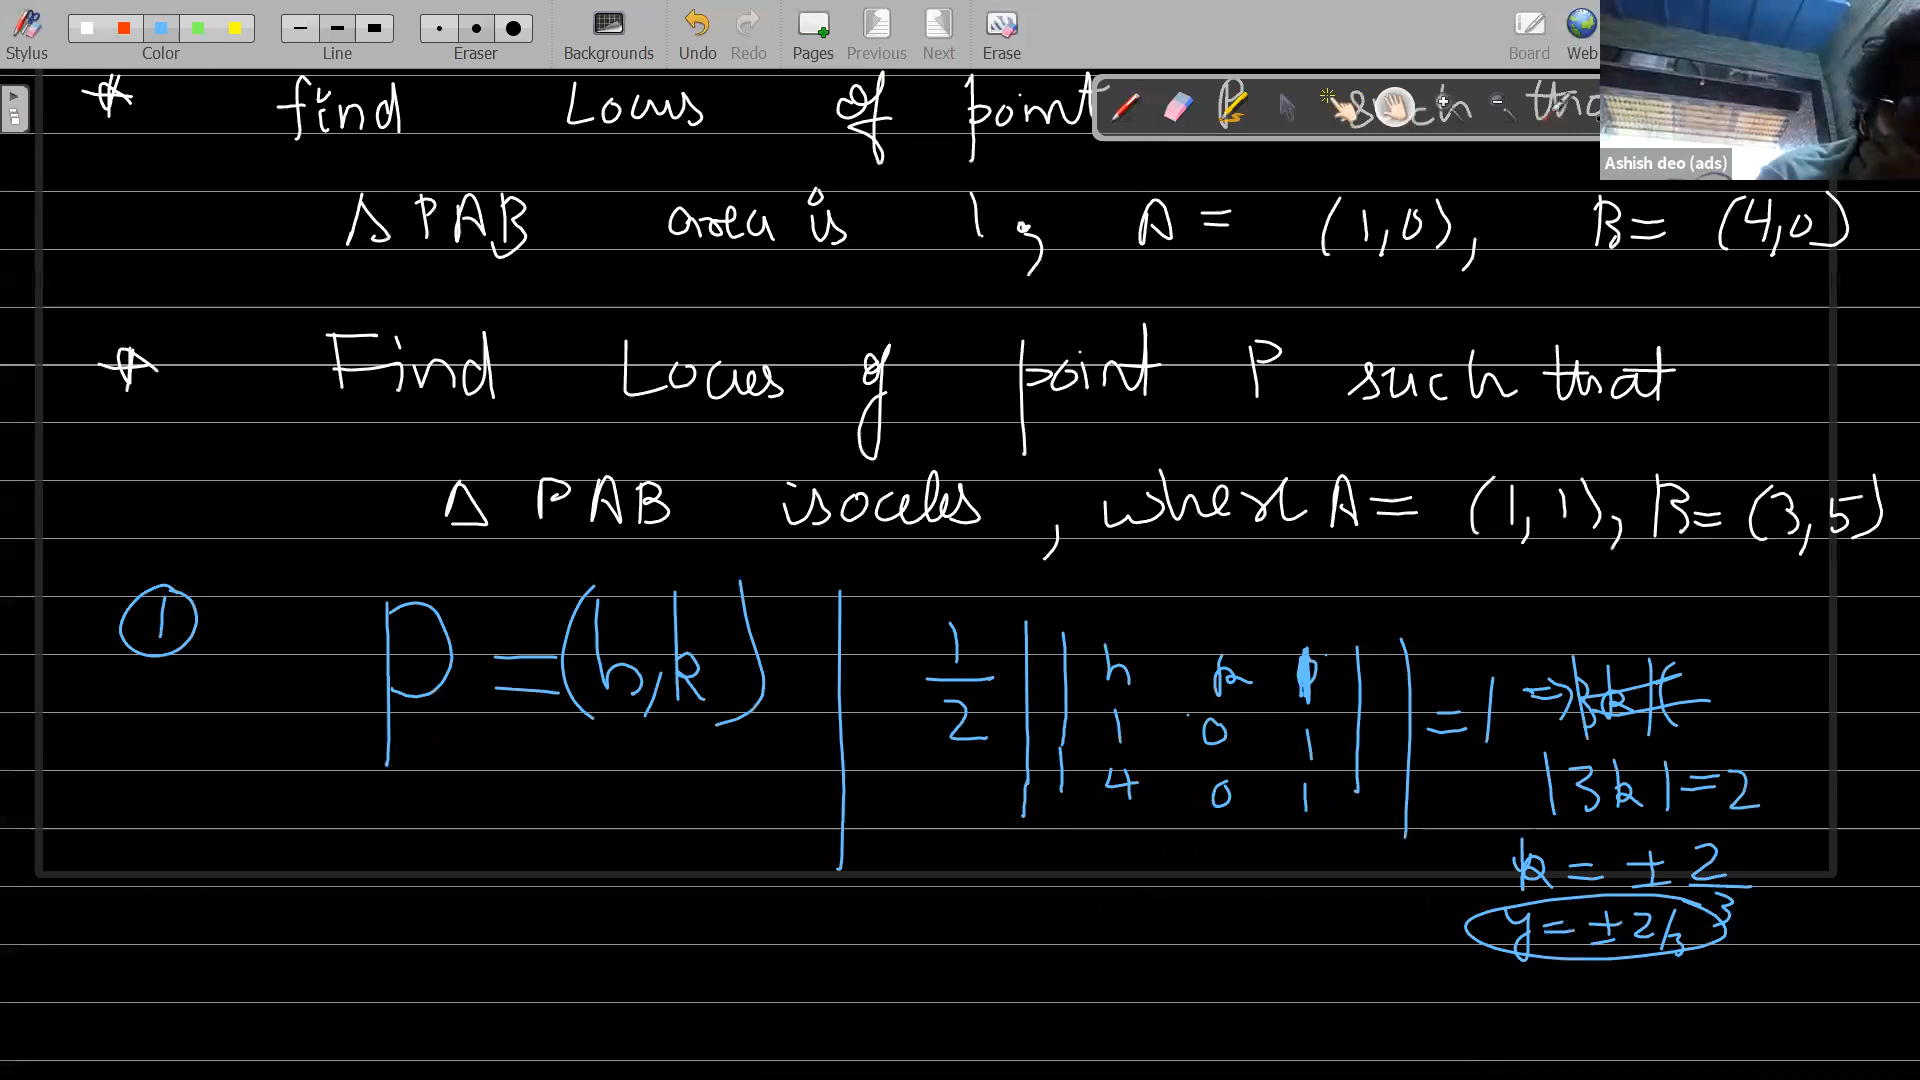 Stylus Color Line Eraser Backgrounds Undo Redo Pages Previous Next Erase Board Web
Ashish deo (ads)
* find Locus of point P such tha
Δ PAB area is 1, A = (1,0), B = (4,0)
* Find Locus of point P such that
Δ PAB isoceles, where A = (1,1), B = (3,5)
① P = (h,k) | 1/2 | | h k 1 | | = 1 ⇒
| 1 0 1 |
| 4 0 1 | |3k| = 2
k = ± 2/3
y = ± 2/3